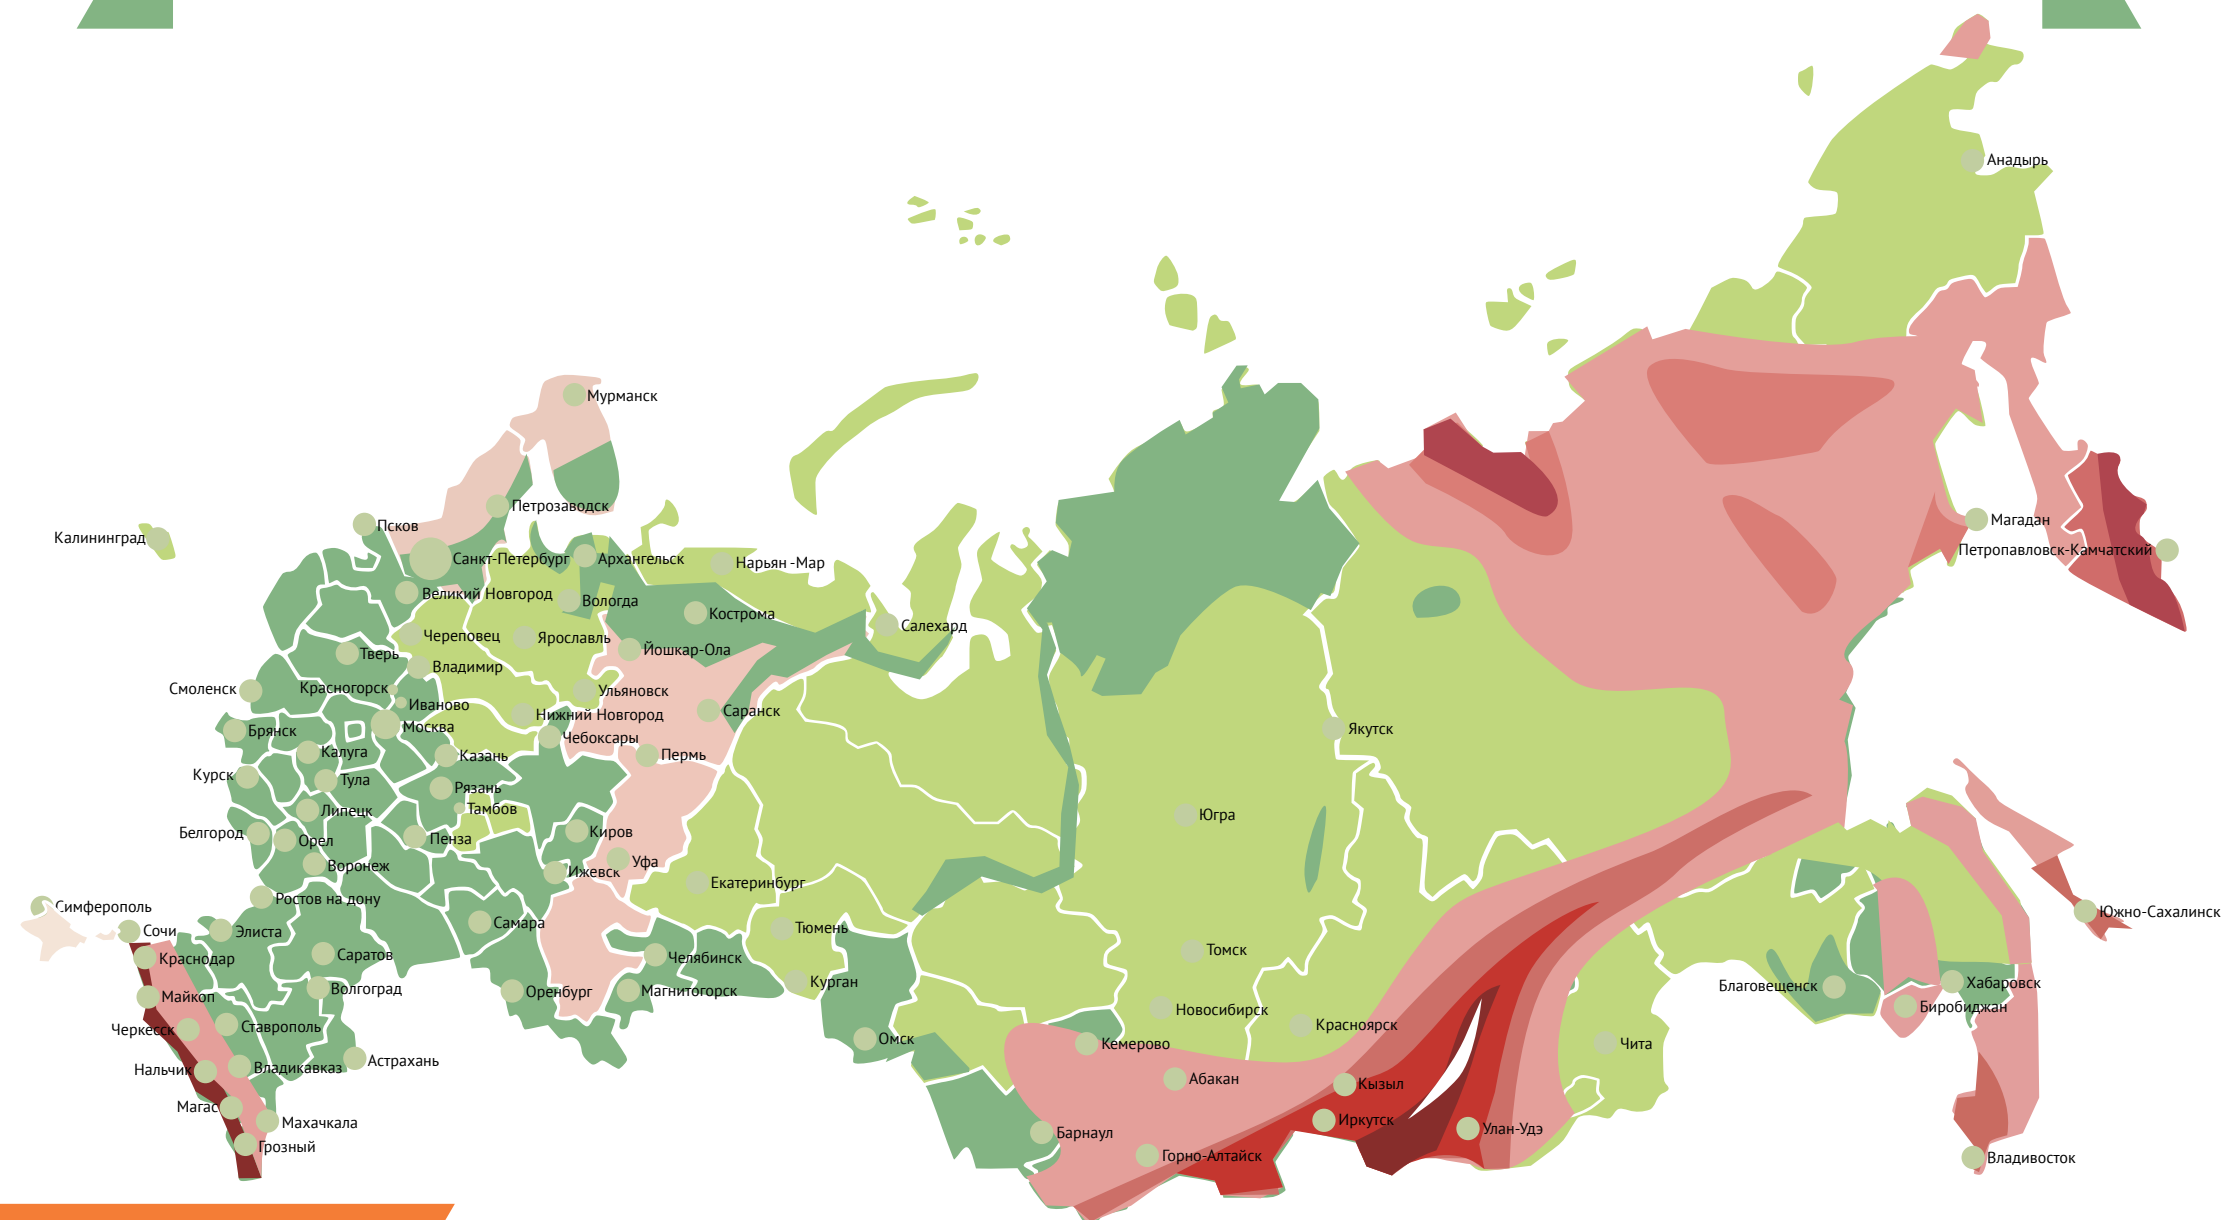 Анадырь
Мурманск
Петрозаводск
Псков
Калининград
Санкт-Петербург
Архангельск
Нарьян -Мар
Магадан
Петропавловск-Камчатский
Великий Новгород
Вологда
Кострома
Салехард
Череповец
Ярославль
Йошкар-Ола
Тверь
Владимир
Смоленск
Красногорск
Ульяновск
Иваново
Нижний Новгород
Саранск
Брянск
Москва
Чебоксары
Якутск
Калуга
Казань
Пермь
Курск
Тула
Рязань
Липецк
Тамбов
Югра
Белгород
Орел
Пенза
Киров
Воронеж
Ижевск
Уфа
Екатеринбург
Симферополь
Ростов на дону
Южно-Сахалинск
Сочи
Элиста
Самара
Тюмень
Краснодар
Саратов
Челябинск
Томск
Майкоп
Волгоград
Оренбург
Магнитогорск
Курган
Благовещенск
Хабаровск
Черкесск
Ставрополь
Новосибирск
Красноярск
Биробиджан
Омск
Кемерово
Чита
Нальчик
Владикавказ
Астрахань
Абакан
Кызыл
Магас
Махачкала
Иркутск
Грозный
Барнаул
Улан-Удэ
Горно-Алтайск
Владивосток